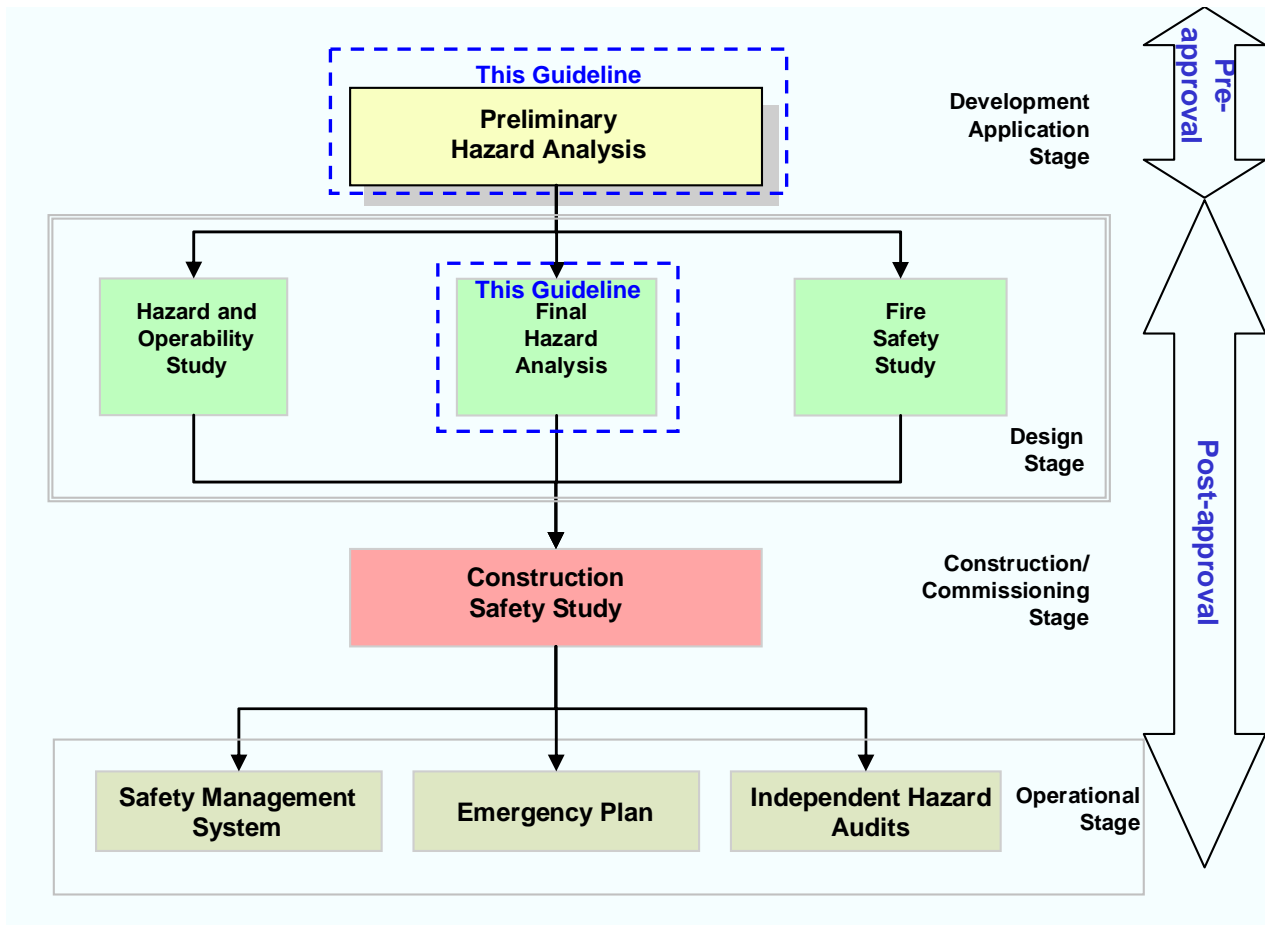 This Guideline
Preliminary
Hazard Analysis
Development
Application
Stage
Pre-
approval
Hazard and
Operability
Study
This Guideline
Final
Hazard
Analysis
Fire
Safety
Study
Design
Stage
Post-approval
Construction
Safety Study
Construction/
Commissioning
Stage
Safety Management
System
Emergency Plan
Independent Hazard
Audits
Operational
Stage